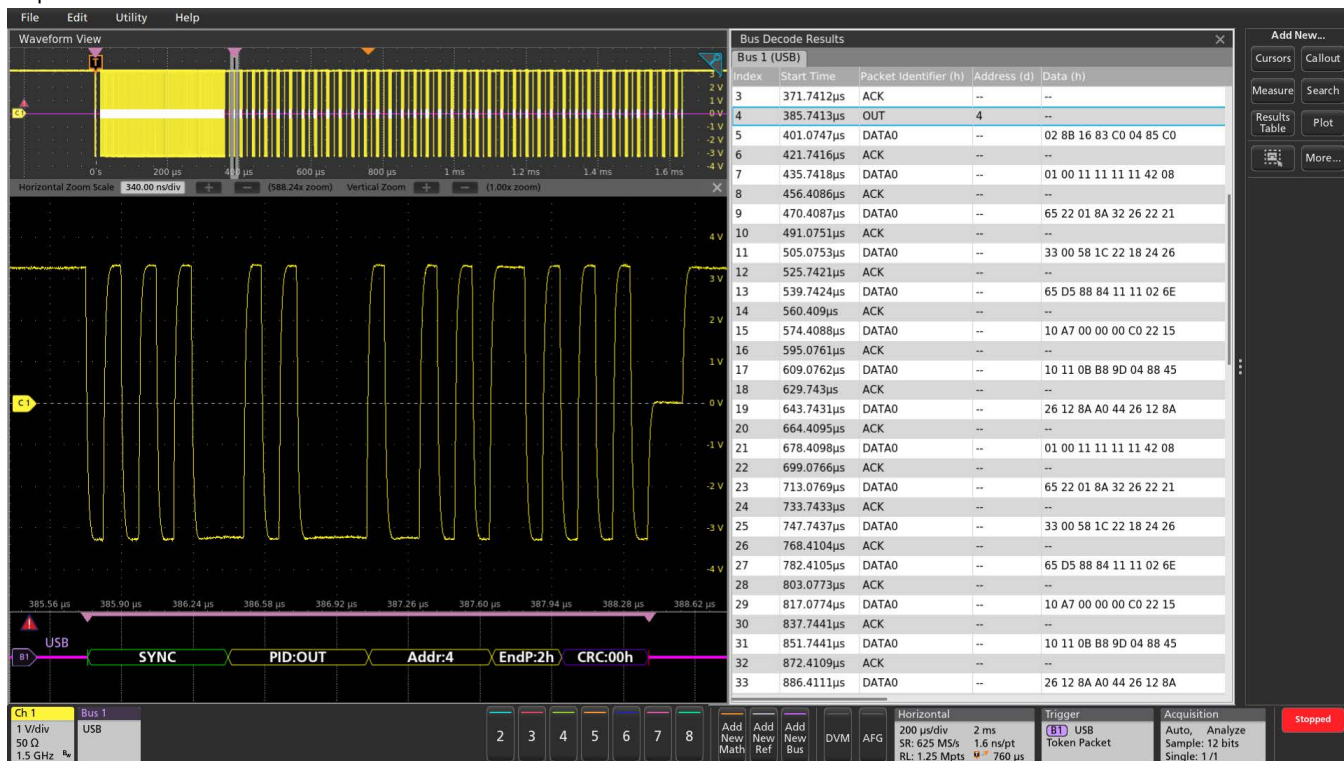 File Edit Utility Help
Waveform View
3 V
2 V
1 V
0 V
-1 V
-2 V
-3 V
-4 V
T
C1
0 s 200 µs 400 µs 600 µs 800 µs 1 ms 1.2 ms 1.4 ms 1.6 ms
Horizontal Zoom Scale 340.00 ns/div + − (588.24x zoom) Vertical Zoom + − (1.00x zoom) ×
4 V
3 V
2 V
1 V
0 V
-1 V
-2 V
-3 V
-4 V
C1
385.56 µs 385.90 µs 386.24 µs 386.58 µs 386.92 µs 387.26 µs 387.60 µs 387.94 µs 388.28 µs 388.62 µs
USB
B1 SYNC PID:OUT Addr:4 EndP:2h CRC:00h
Bus Decode Results ×
Bus 1 (USB)
Index Start Time Packet Identifier (h) Address (d) Data (h)
3 371.7412µs ACK -- --
4 385.7413µs OUT 4 --
5 401.0747µs DATA0 -- 02 8B 16 83 C0 04 85 C0
6 421.7416µs ACK -- --
7 435.7418µs DATA0 -- 01 00 11 11 11 11 42 08
8 456.4086µs ACK -- --
9 470.4087µs DATA0 -- 65 22 01 8A 32 26 22 21
10 491.0751µs ACK -- --
11 505.0753µs DATA0 -- 33 00 58 1C 22 18 24 26
12 525.7421µs ACK -- --
13 539.7424µs DATA0 -- 65 D5 88 84 11 11 02 6E
14 560.409µs ACK -- --
15 574.4088µs DATA0 -- 10 A7 00 00 00 C0 22 15
16 595.0761µs ACK -- --
17 609.0762µs DATA0 -- 10 11 0B B8 9D 04 88 45
18 629.743µs ACK -- --
19 643.7431µs DATA0 -- 26 12 8A A0 44 26 12 8A
20 664.4095µs ACK -- --
21 678.4098µs DATA0 -- 01 00 11 11 11 11 42 08
22 699.0766µs ACK -- --
23 713.0769µs DATA0 -- 65 22 01 8A 32 26 22 21
24 733.7433µs ACK -- --
25 747.7437µs DATA0 -- 33 00 58 1C 22 18 24 26
26 768.4104µs ACK -- --
27 782.4105µs DATA0 -- 65 D5 88 84 11 11 02 6E
28 803.0773µs ACK -- --
29 817.0774µs DATA0 -- 10 A7 00 00 00 C0 22 15
30 837.7441µs ACK -- --
31 851.7441µs DATA0 -- 10 11 0B B8 9D 04 88 45
32 872.4109µs ACK -- --
33 886.4111µs DATA0 -- 26 12 8A A0 44 26 12 8A
Add New...
Cursors Callout
Measure Search
Results Table Plot
More...
Ch 1
1 V/div
50 Ω
1.5 GHz Bw
Bus 1
USB
2 3 4 5 6 7 8
Add New Math
Add New Ref
Add New Bus
DVM
AFG
Horizontal
200 µs/div 2 ms
SR: 625 MS/s 1.6 ns/pt
RL: 1.25 Mpts 760 µs
Trigger
B1 USB
Token Packet
Acquisition
Auto, Analyze
Sample: 12 bits
Single: 1 /1
Stopped